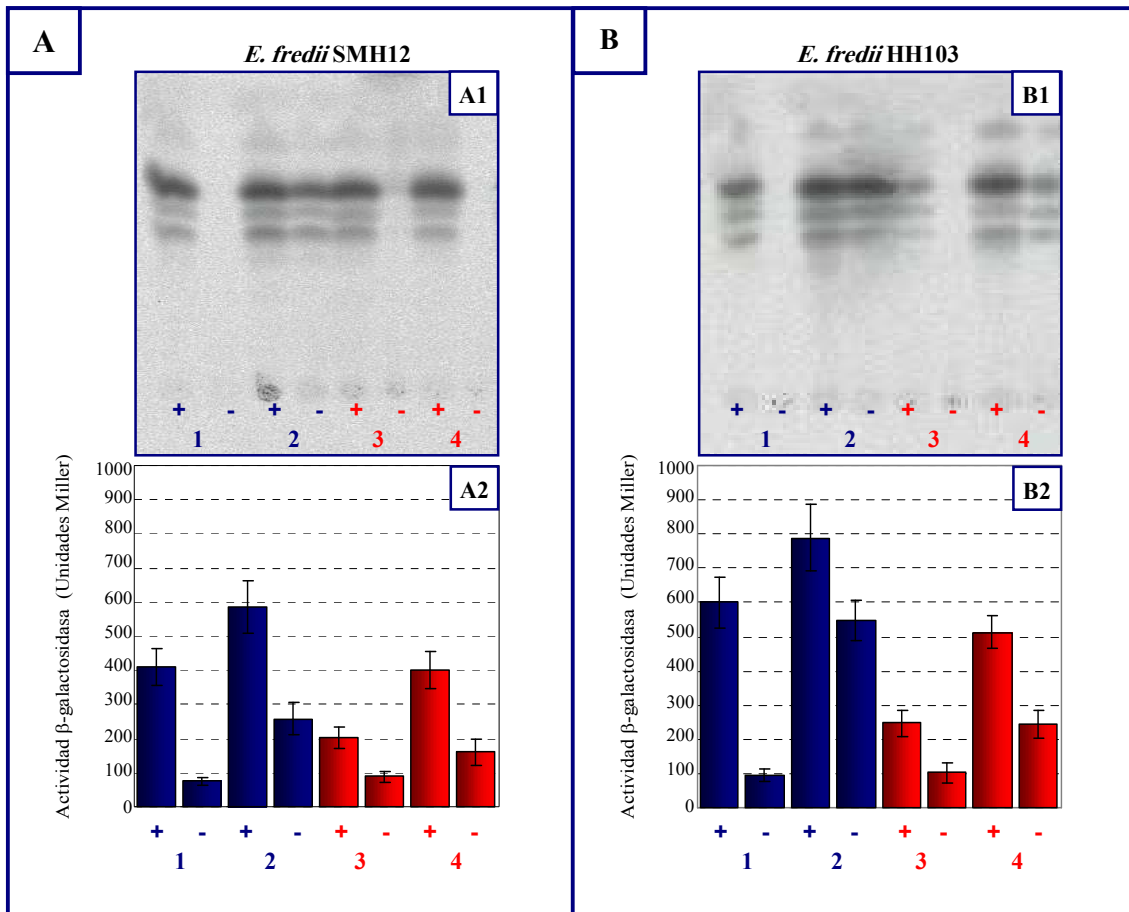 A
E. fredii SMH12
A1
+ - + - + - + -
1 2 3 4
Actividad β-galactosidasa (Unidades Miller)
A2
1000
900
800
700
600
500
400
300
200
100
0
+ - + - + - + -
1 2 3 4
B
E. fredii HH103
B1
+ - + - + - + -
1 2 3 4
Actividad β-galactosidasa (Unidades Miller)
B2
1000
900
800
700
600
500
400
300
200
100
0
+ - + - + - + -
1 2 3 4